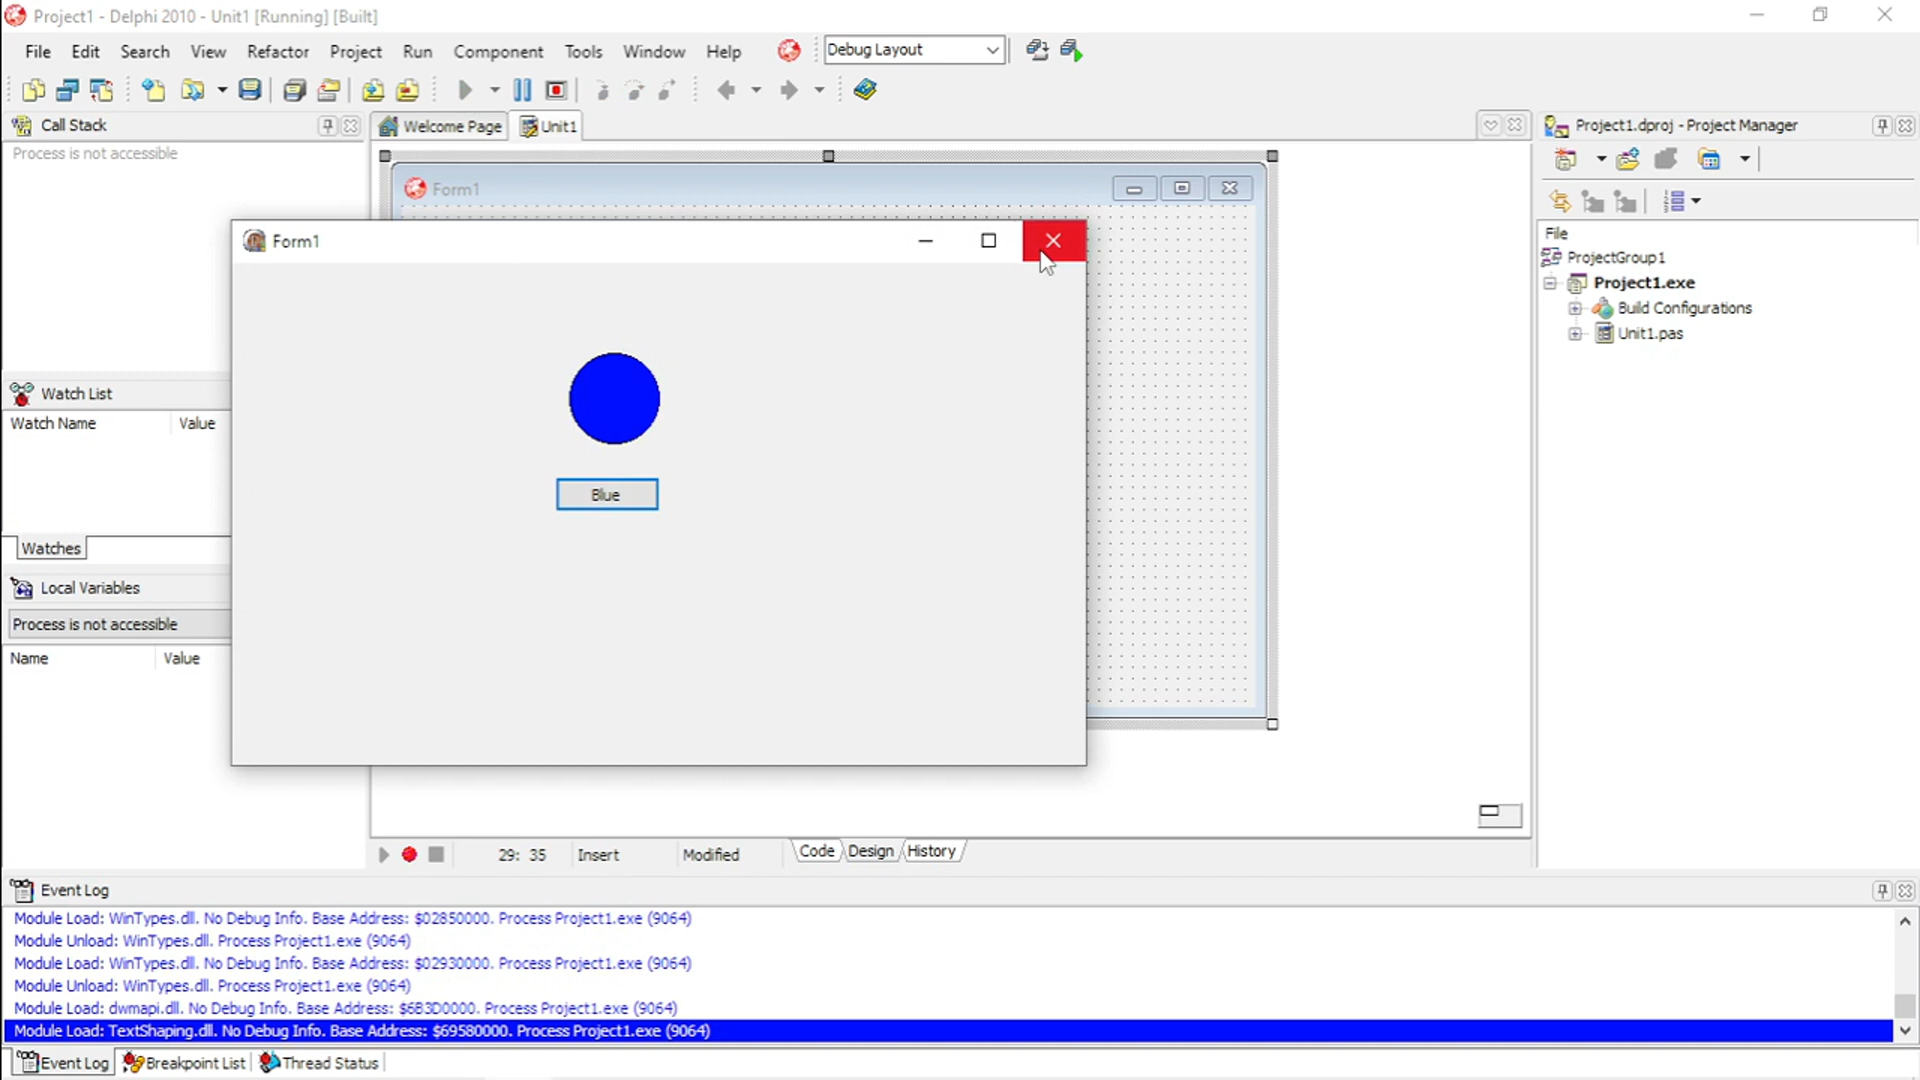 Project1 - Delphi 2010 - Unit1 [Running] [Built]
File Edit Search View Refactor Project Run Component Tools Window Help
Debug Layout
Call Stack
Process is not accessible
Welcome Page
Unit1
Project1.dproj - Project Manager
Form1
Form1
File
ProjectGroup1
Project1.exe
Build Configurations
Unit1.pas
Watch List
Watch Name Value
Blue
Watches
Local Variables
Process is not accessible
Name Value
29: 35 Insert Modified
Code Design History
Event Log
Module Load: WinTypes.dll. No Debug Info. Base Address: $02850000. Process Project1.exe (9064)
Module Unload: WinTypes.dll. Process Project1.exe (9064)
Module Load: WinTypes.dll. No Debug Info. Base Address: $02930000. Process Project1.exe (9064)
Module Unload: WinTypes.dll. Process Project1.exe (9064)
Module Load: dwmapi.dll. No Debug Info. Base Address: $6B3D0000. Process Project1.exe (9064)
Module Load: TextShaping.dll. No Debug Info. Base Address: $69580000. Process Project1.exe (9064)
Event Log Breakpoint List Thread Status